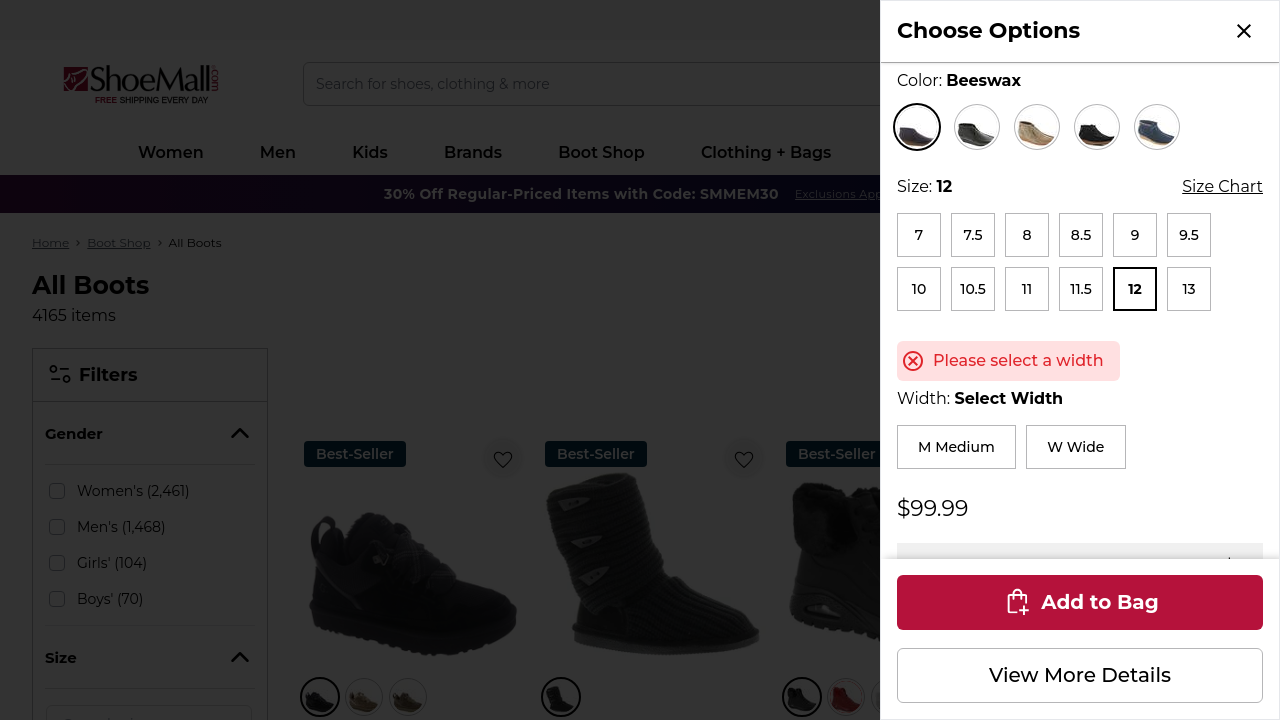 Choose Options
ShoeMall.com
FREE SHIPPING EVERY DAY
Search for shoes, clothing & more
Women
Men
Kids
Brands
Boot Shop
Clothing + Bags
30% Off Regular-Priced Items with Code: SMMEM30
Exclusions App
Home > Boot Shop > All Boots
All Boots
4165 items
Filters
Gender
Women's (2,461)
Men's (1,468)
Girls' (104)
Boys' (70)
Size
Best-Seller
Best-Seller
Best-Seller
Color: Beeswax
Size: 12
Size Chart
7
7.5
8
8.5
9
9.5
10
10.5
11
11.5
12
13
Please select a width
Width: Select Width
M Medium
W Wide
$99.99
Add to Bag
View More Details